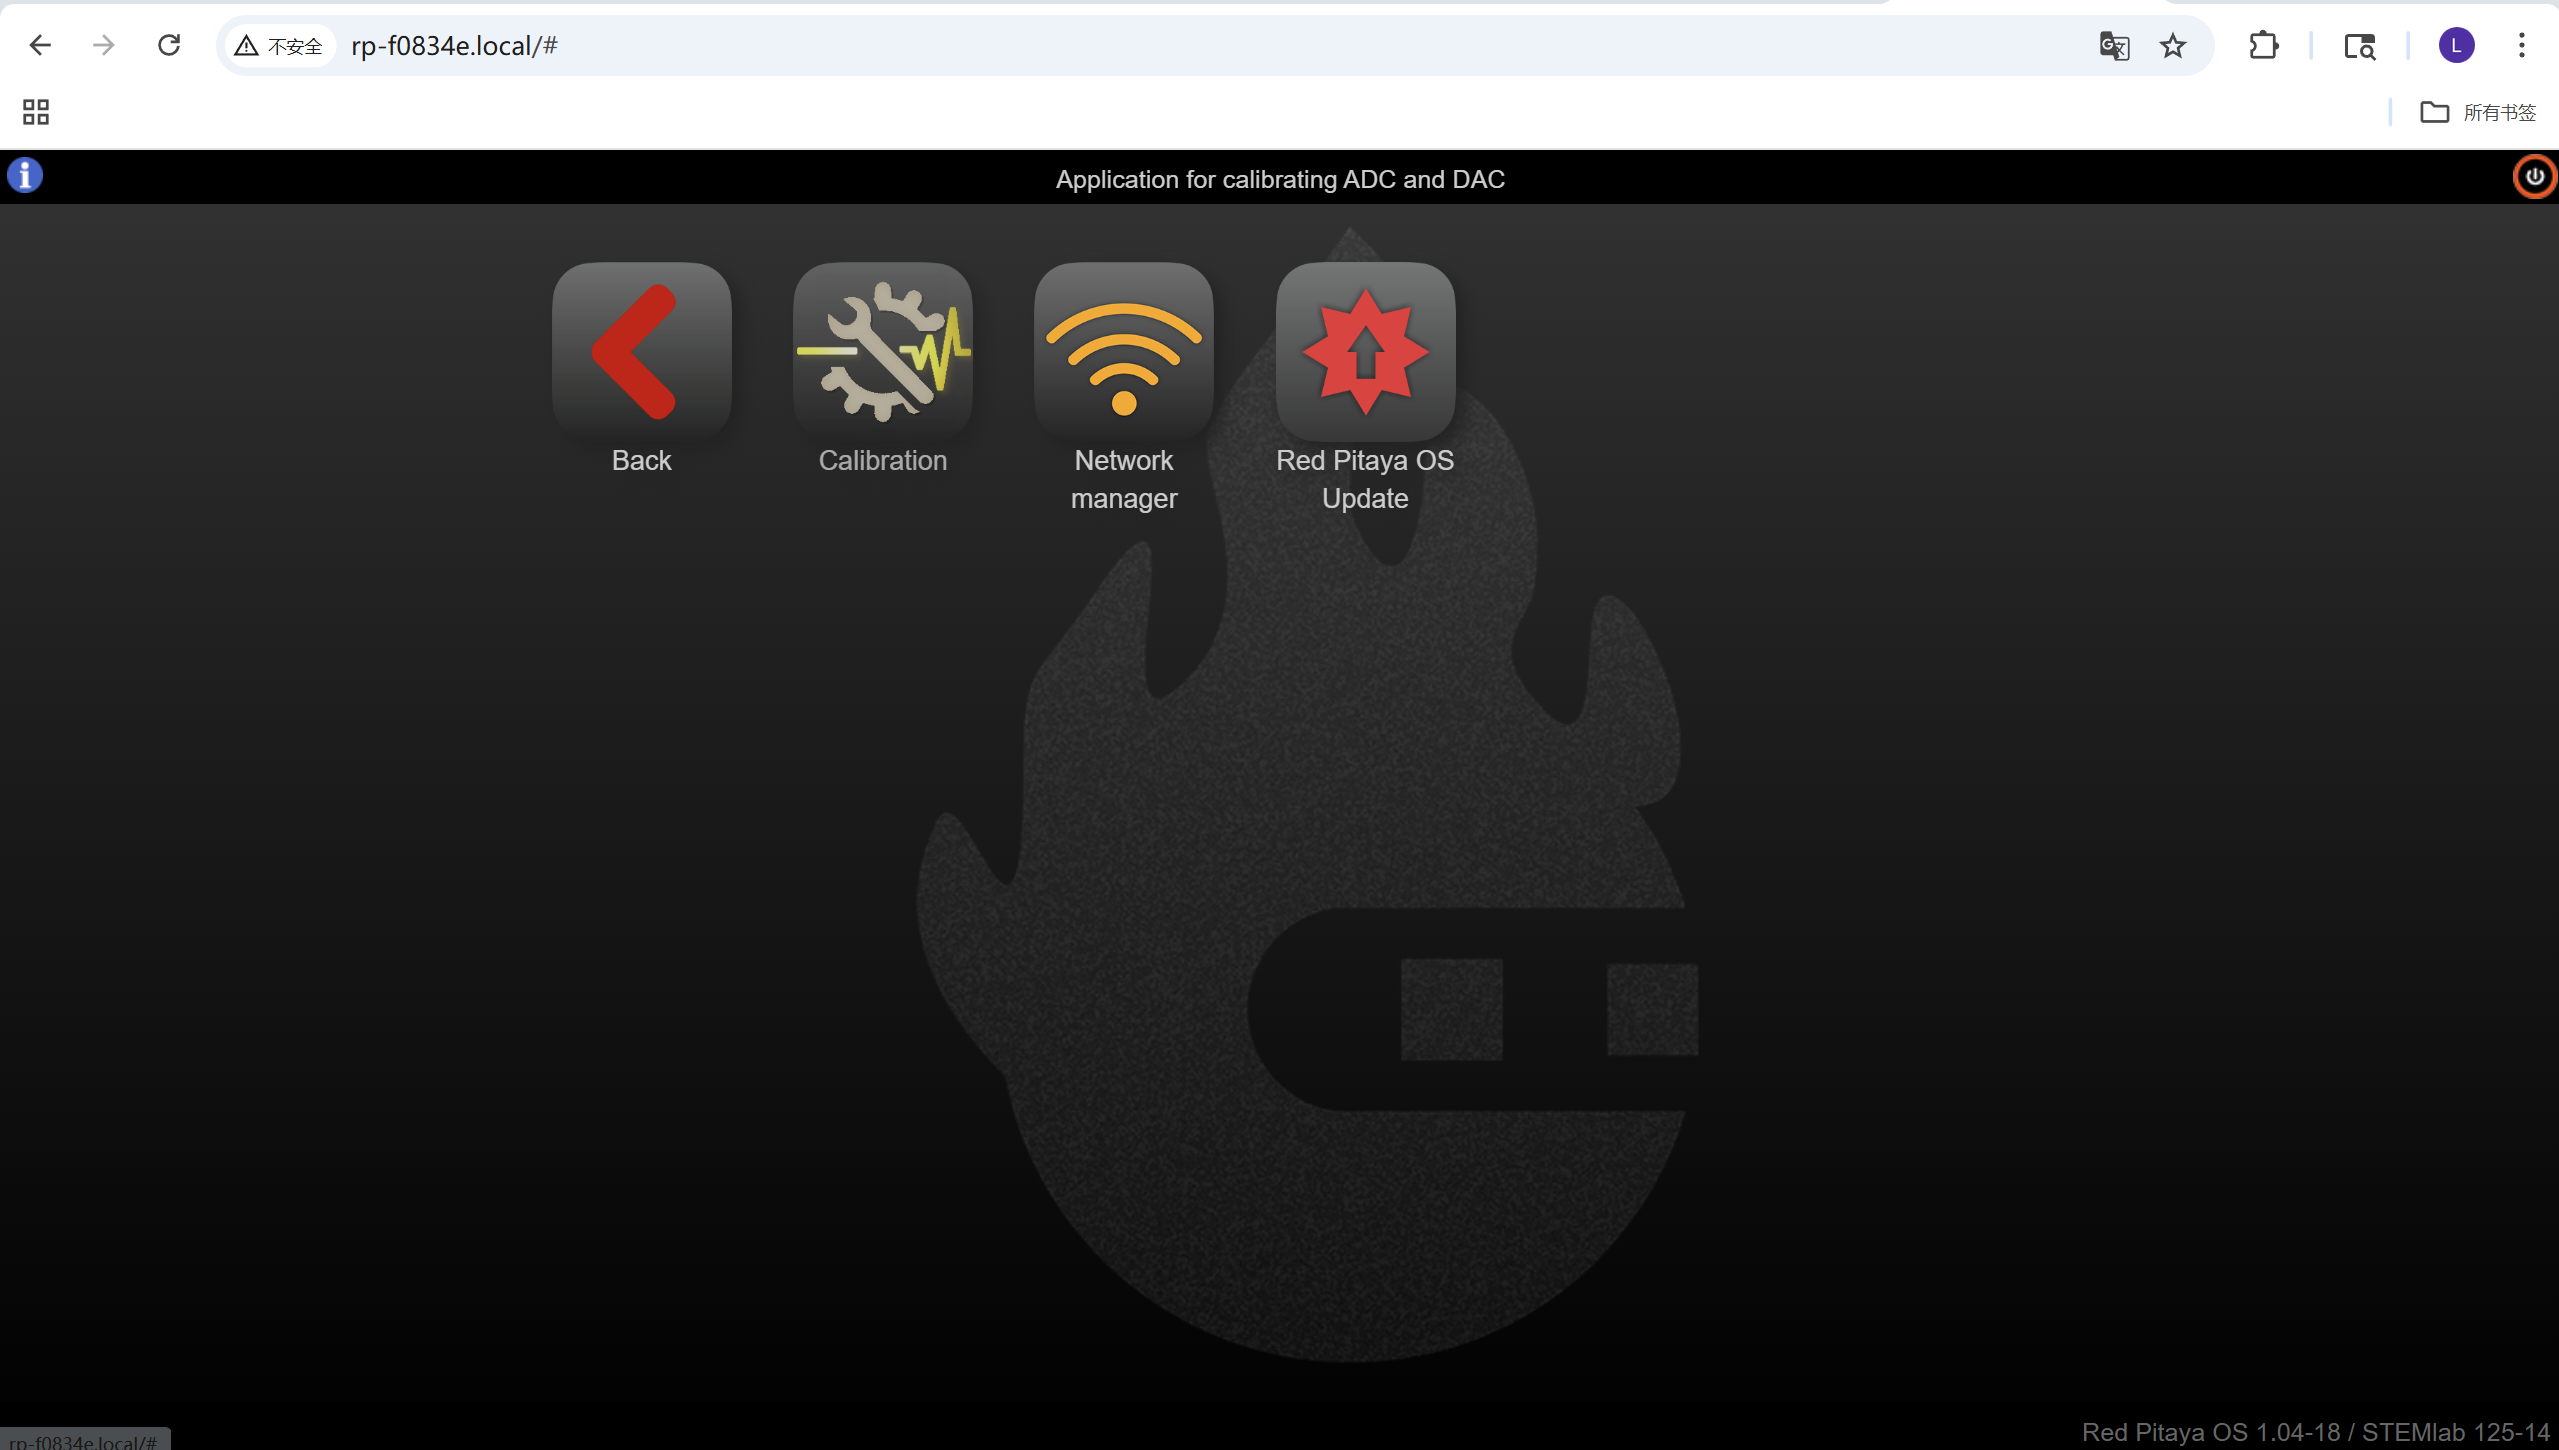 不安全 rp-f0834e.local/#
L
所有书签
Application for calibrating ADC and DAC
Back
Calibration
Network
manager
Red Pitaya OS
Update
rp-f0834e.local/#
Red Pitaya OS 1.04-18 / STEMlab 125-14